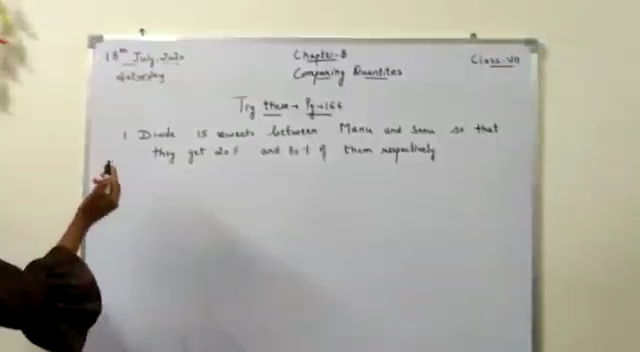 18th July, 2020
Saturday
Chapter-8
Comparing Quantites
Class-VII
Try these → Pg-164
1 Divide 15 sweets between Manu and Sonu so that
they get 20% and 80% of them respectively